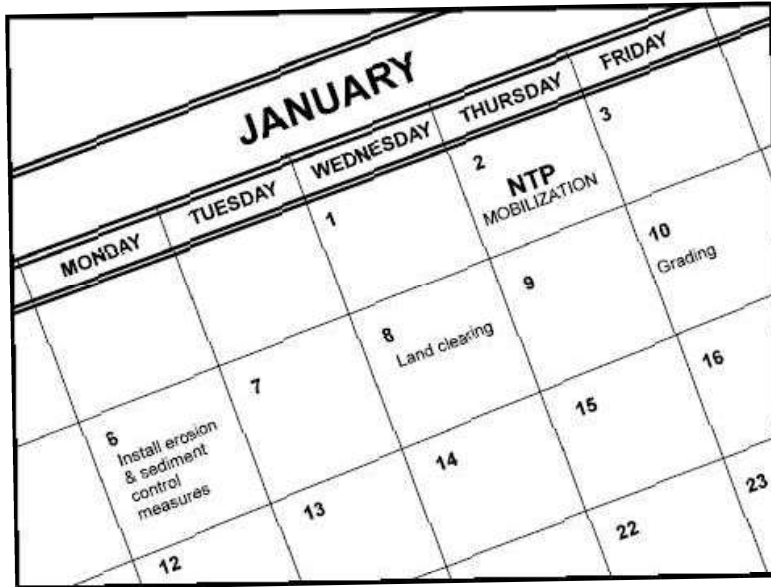 JANUARY
MONDAY TUESDAY WEDNESDAY THURSDAY FRIDAY
1 2 3
NTP
MOBILIZATION
6 7 8 9 10
Install erosion
& sediment
control
measures
Land clearing
Grading
12 13 14 15 16
22 23